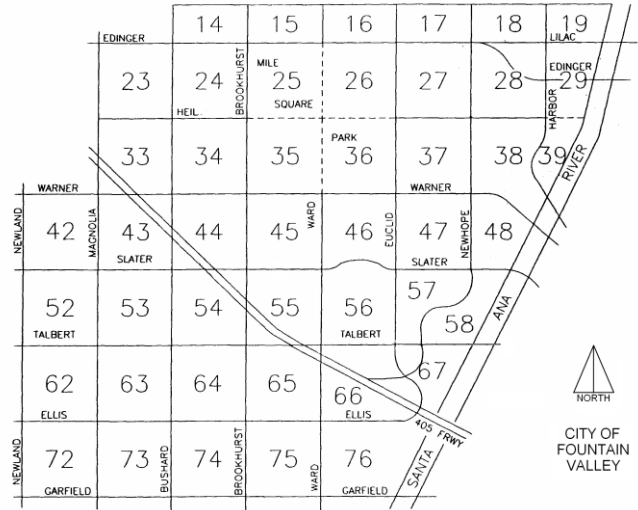 14 15 16 17 18 19
EDINGER LILAC
23 24 25 26 27 28 29
BROOKHURST MILE SQUARE EDINGER
HEIL HARBOR
33 34 35 36 37 38 39
PARK RIVER
WARNER WARNER
42 43 44 45 46 47 48
NEWLAND MAGNOLIA WARD EUCLID NEWHOPE
SLATER SLATER
52 53 54 55 56 57 58
TALBERT TALBERT ANA
62 63 64 65 66 67
ELLIS ELLIS
405 FRWY
NORTH
72 73 74 75 76
NEWLAND BUSHARD BROOKHURST WARD SANTA
GARFIELD GARFIELD
CITY OF
FOUNTAIN
VALLEY